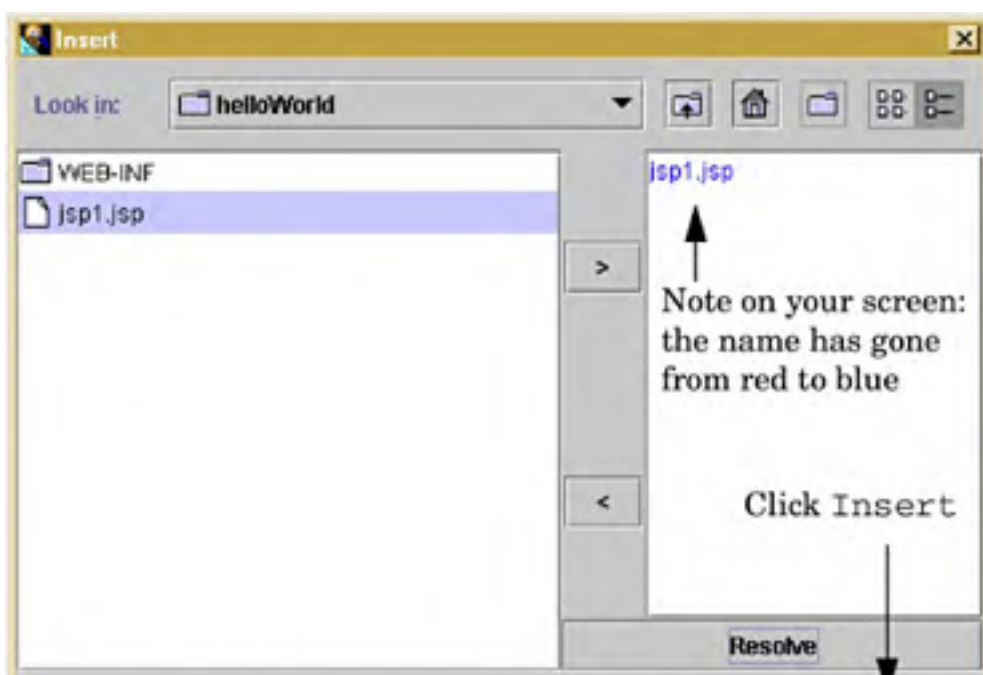 Insert
Look in: helloWorld
WEB-INF
jsp1.jsp
>
<
jsp1.jsp
Note on your screen:
the name has gone
from red to blue
Click Insert
Resolve